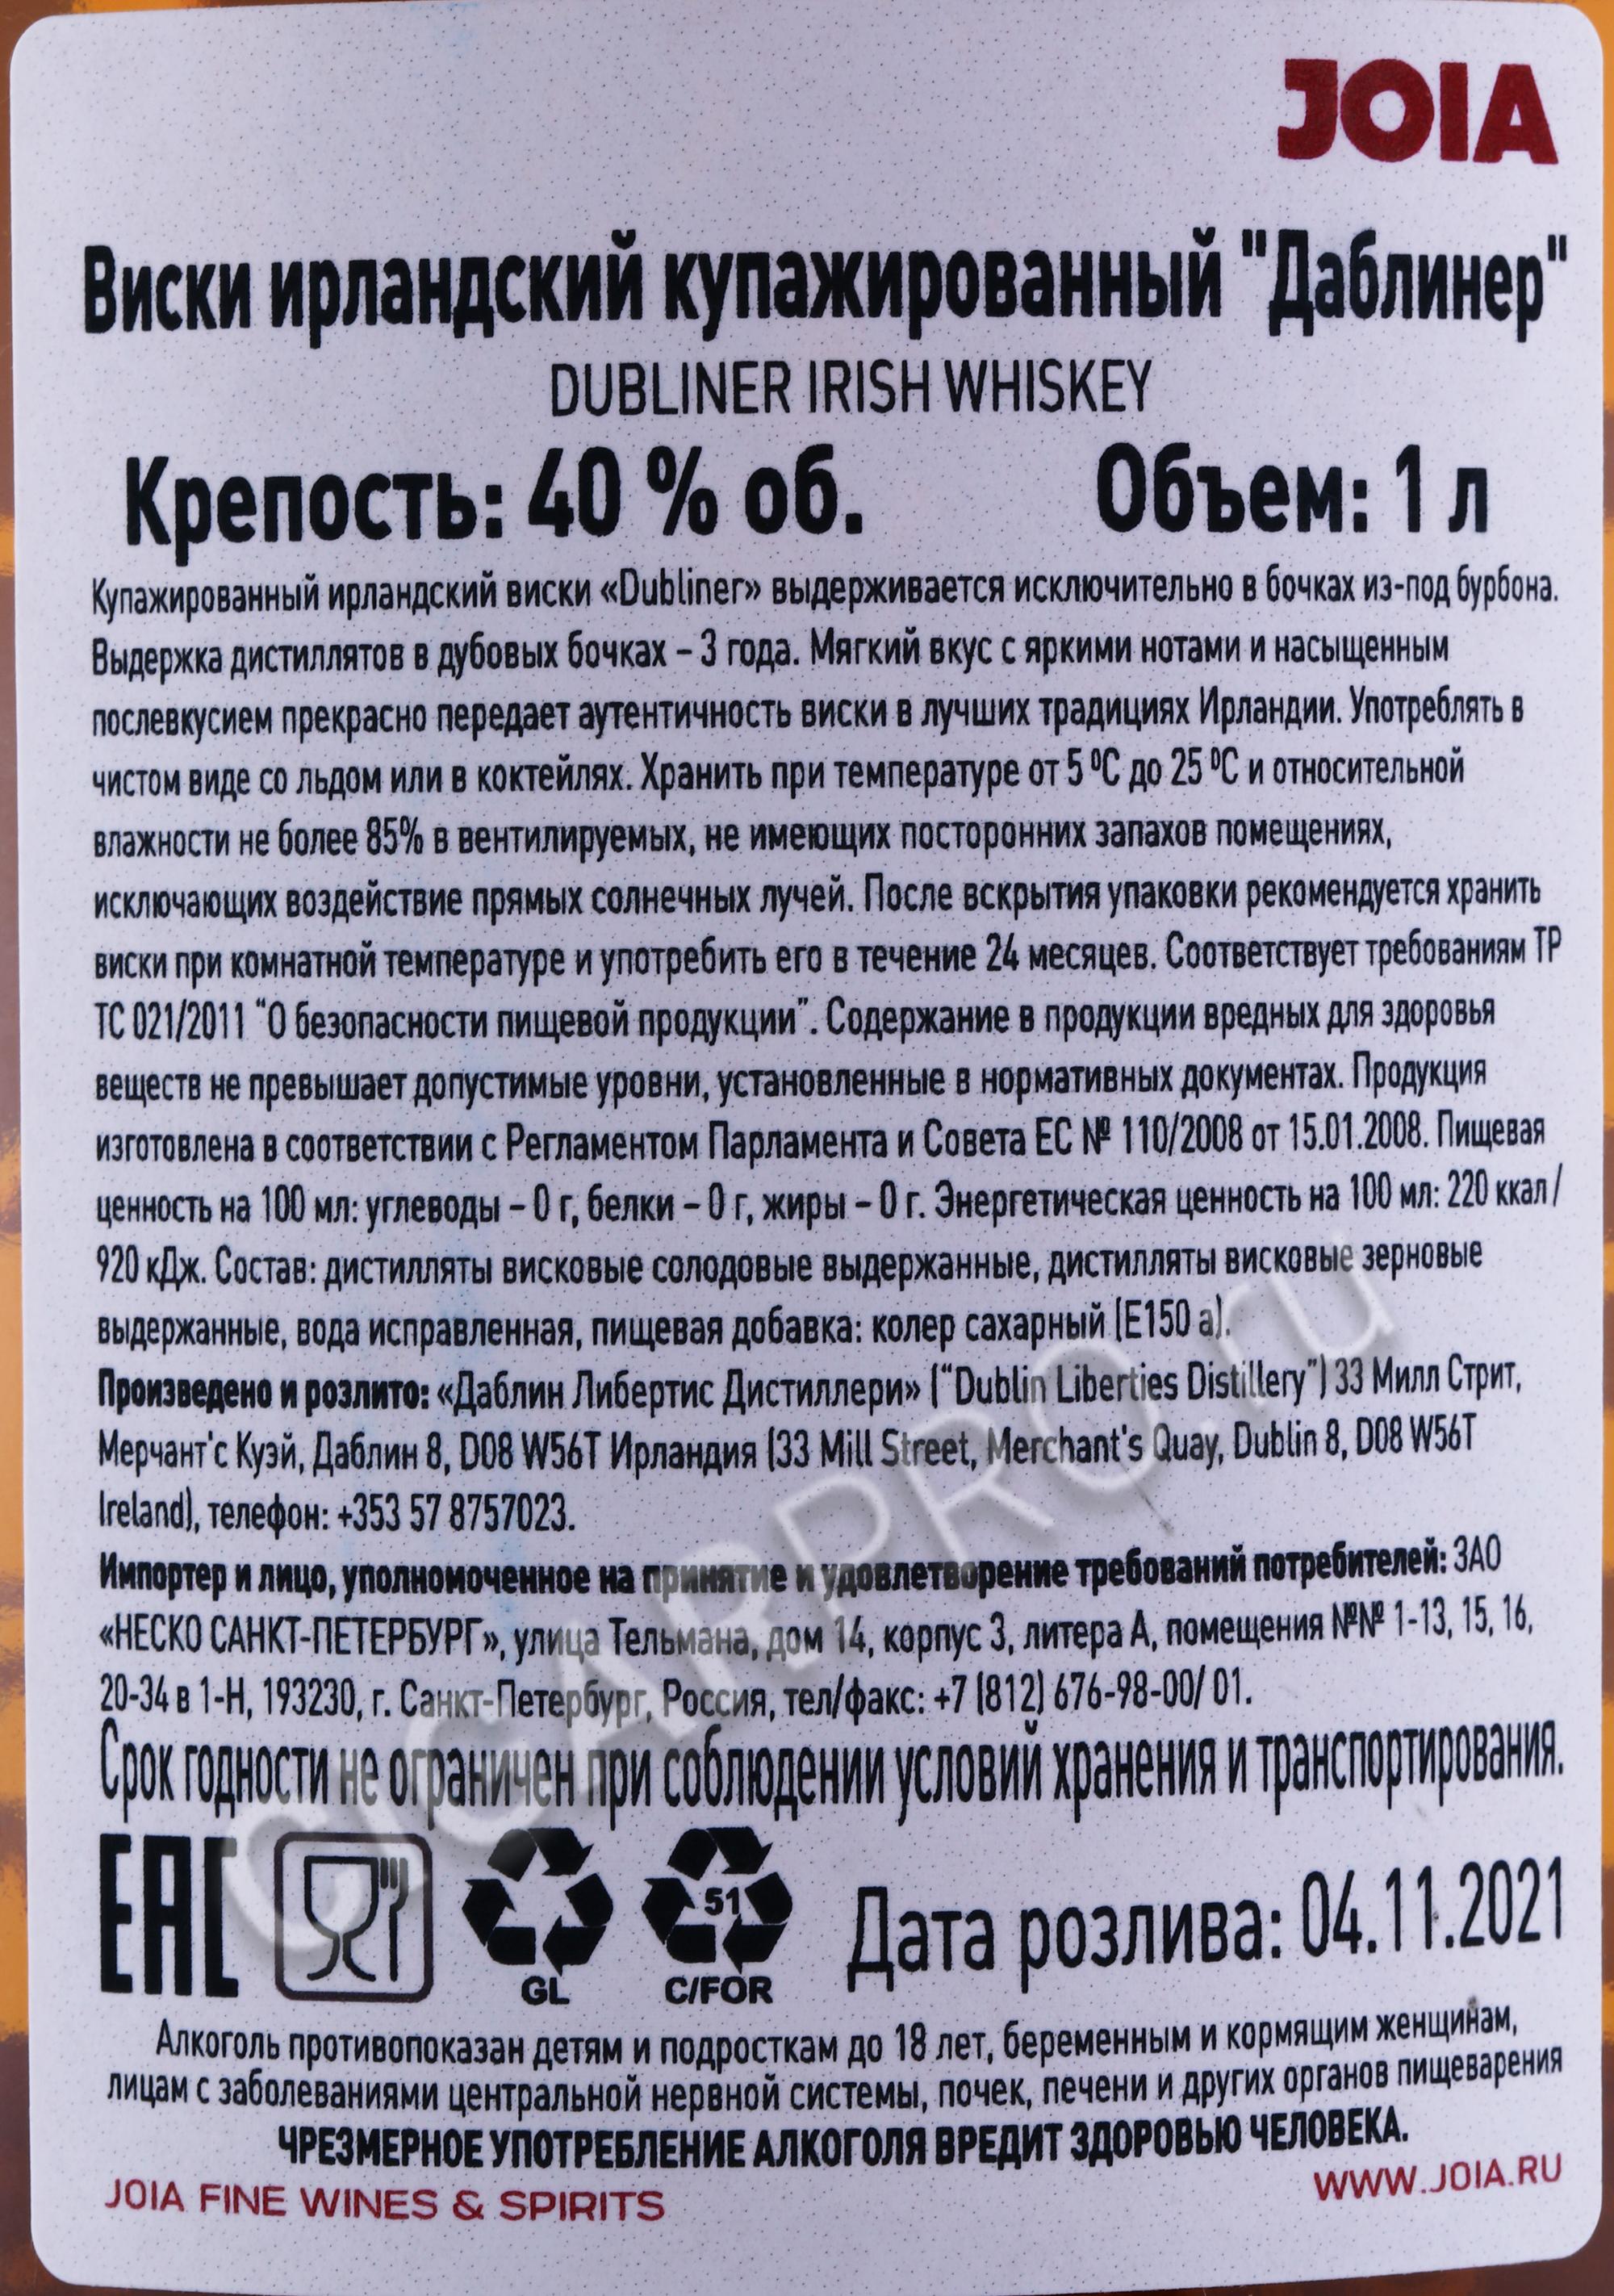 JOIA
Виски ирландский купажированный "Даблинер"
DUBLINER IRISH WHISKEY
Крепость: 40 % об. Объем: 1 л
Купажированный ирландский виски «Dubliner» выдерживается исключительно в бочках из-под бурбона.
Выдержка дистиллятов в дубовых бочках – 3 года. Мягкий вкус с яркими нотами и насыщенным
послевкусием прекрасно передает аутентичность виски в лучших традициях Ирландии. Употреблять в
чистом виде со льдом или в коктейлях. Хранить при температуре от 5 ºС до 25 ºС и относительной
влажности не более 85% в вентилируемых, не имеющих посторонних запахов помещениях,
исключающих воздействие прямых солнечных лучей. После вскрытия упаковки рекомендуется хранить
виски при комнатной температуре и употребить его в течение 24 месяцев. Соответствует требованиям ТР
ТС 021/2011 "О безопасности пищевой продукции". Содержание в продукции вредных для здоровья
веществ не превышает допустимые уровни, установленные в нормативных документах. Продукция
изготовлена в соответствии с Регламентом Парламента и Совета ЕС № 110/2008 от 15.01.2008. Пищевая
ценность на 100 мл: углеводы – 0 г, белки – 0 г, жиры – 0 г. Энергетическая ценность на 100 мл: 220 ккал /
920 кДж. Состав: дистилляты висковые солодовые выдержанные, дистилляты висковые зерновые
выдержанные, вода исправленная, пищевая добавка: колер сахарный (Е150 а).
Произведено и розлито: «Даблин Либертис Дистиллери» ("Dublin Liberties Distillery") 33 Милл Стрит,
Мерчант's Куэй, Даблин 8, D08 W56T Ирландия (33 Mill Street, Merchant's Quay, Dublin 8, D08 W56T
Ireland), телефон: +353 57 8757023.
Импортер и лицо, уполномоченное на принятие и удовлетворение требований потребителей: ЗАО
«НЕСКО САНКТ-ПЕТЕРБУРГ», улица Тельмана, дом 14, корпус 3, литера А, помещения №№ 1-13, 15, 16,
20-34 в 1-Н, 193230, г. Санкт-Петербург, Россия, тел/факс: +7 (812) 676-98-00/ 01.
Срок годности не ограничен при соблюдении условий хранения и транспортирования.
EAC 51 Дата розлива: 04.11.2021
GL C/FOR
Алкоголь противопоказан детям и подросткам до 18 лет, беременным и кормящим женщинам,
лицам с заболеваниями центральной нервной системы, почек, печени и других органов пищеварения
ЧРЕЗМЕРНОЕ УПОТРЕБЛЕНИЕ АЛКОГОЛЯ ВРЕДИТ ЗДОРОВЬЮ ЧЕЛОВЕКА.
JOIA FINE WINES & SPIRITS WWW.JOIA.RU
CIGARPRO.ru